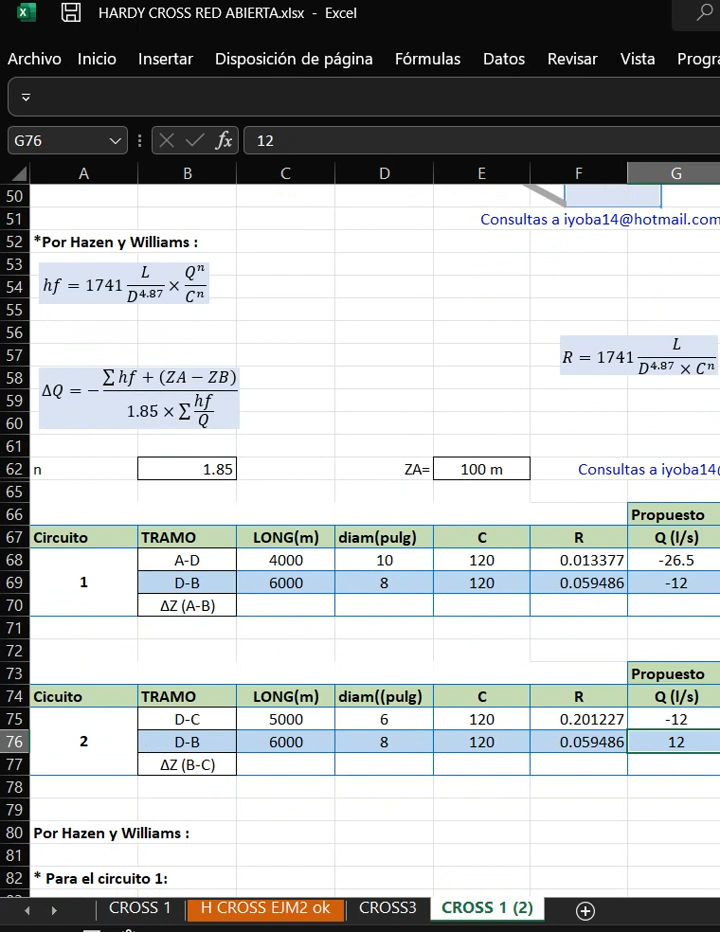 HARDY CROSS RED ABIERTA.xlsx - Excel
Archivo Inicio Insertar Disposición de página Fórmulas Datos Revisar Vista Progra
G76 fx 12
A B C D E F G
50
51 Consultas a iyoba14@hotmail.com
52 *Por Hazen y Williams :
53
54 hf = 1741 L/D^4.87 × Q^n/C^n
55
56
57 R = 1741 L/(D^4.87 × C^n)
58
59 ΔQ = − (∑ hf + (ZA − ZB))/(1.85 × ∑ hf/Q)
60
61
62 n 1.85 ZA= 100 m Consultas a iyoba14@
65
66 Propuesto
67 Circuito TRAMO LONG(m) diam(pulg) C R Q (l/s)
68 A-D 4000 10 120 0.013377 -26.5
69 1 D-B 6000 8 120 0.059486 -12
70 ΔZ (A-B)
71
72
73 Propuesto
74 Cicuito TRAMO LONG(m) diam((pulg) C R Q (l/s)
75 D-C 5000 6 120 0.201227 -12
76 2 D-B 6000 8 120 0.059486 12
77 ΔZ (B-C)
78
79
80 Por Hazen y Williams :
81
82 * Para el circuito 1:
CROSS 1 H CROSS EJM2 ok CROSS3 CROSS 1 (2)